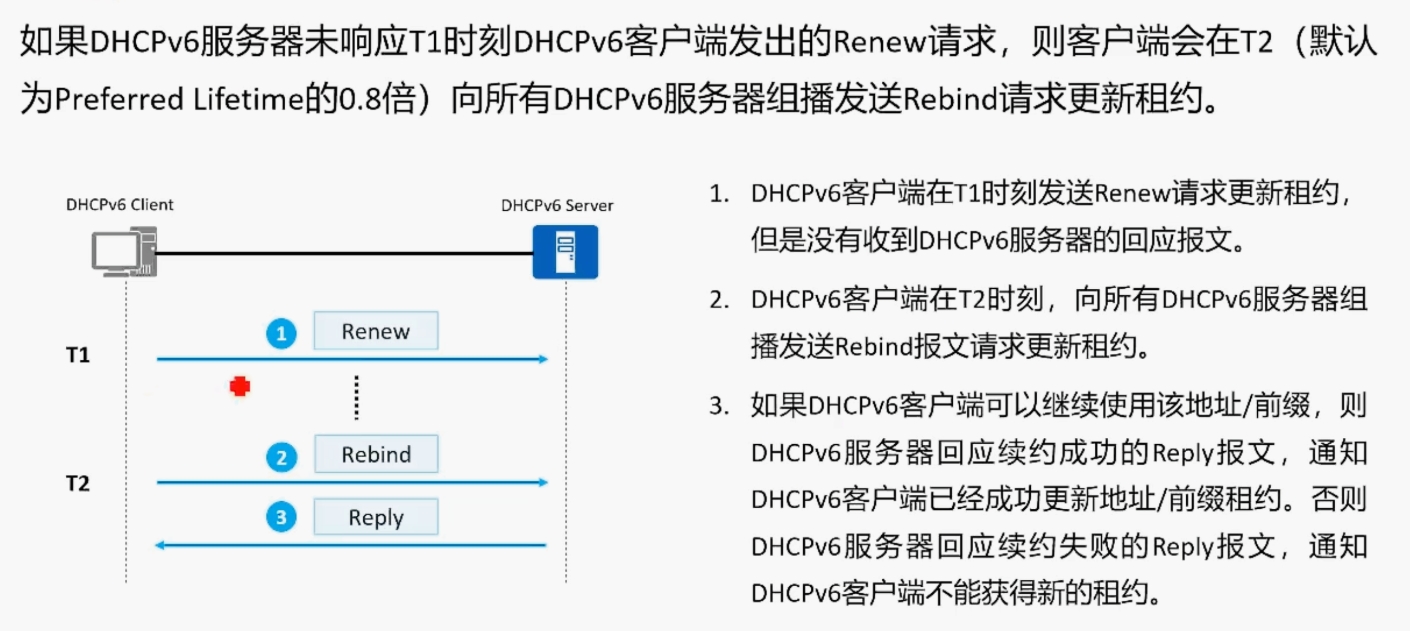 如果DHCPv6服务器未响应T1时刻DHCPv6客户端发出的Renew请求，则客户端会在T2（默认
为Preferred Lifetime的0.8倍）向所有DHCPv6服务器组播发送Rebind请求更新租约。
DHCPv6 Client
DHCPv6 Server
1 Renew
T1
2 Rebind
T2
3 Reply
1. DHCPv6客户端在T1时刻发送Renew请求更新租约，
但是没有收到DHCPv6服务器的回应报文。
2. DHCPv6客户端在T2时刻，向所有DHCPv6服务器组
播发送Rebind报文请求更新租约。
3. 如果DHCPv6客户端可以继续使用该地址/前缀，则
DHCPv6服务器回应续约成功的Reply报文，通知
DHCPv6客户端已经成功更新地址/前缀租约。否则
DHCPv6服务器回应续约失败的Reply报文，通知
DHCPv6客户端不能获得新的租约。